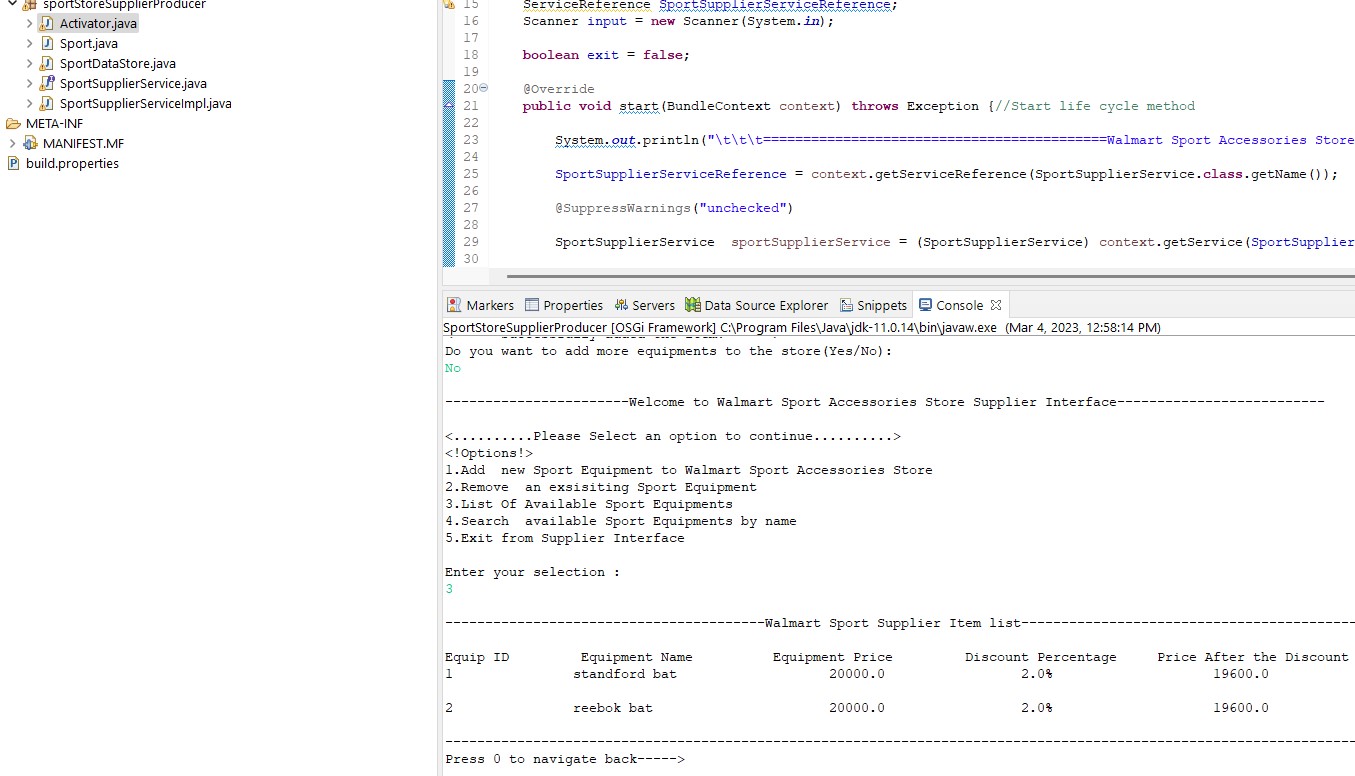 sportStoreSupplierProducer
Activator.java
Sport.java
SportDataStore.java
SportSupplierService.java
SportSupplierServiceImpl.java
META-INF
MANIFEST.MF
build.properties
15 ServiceReference SportSupplierServiceReference;
16 Scanner input = new Scanner(System.in);
17
18 boolean exit = false;
19
20 @Override
21 public void start(BundleContext context) throws Exception {//Start life cycle method
22
23 System.out.println("\t\t\t===========================================Walmart Sport Accessories Store
24
25 SportSupplierServiceReference = context.getServiceReference(SportSupplierService.class.getName());
26
27 @SuppressWarnings("unchecked")
28
29 SportSupplierService sportSupplierService = (SportSupplierService) context.getService(SportSupplier
30
Markers Properties Servers Data Source Explorer Snippets Console
SportStoreSupplierProducer [OSGi Framework] C:\Program Files\Java\jdk-11.0.14\bin\javaw.exe (Mar 4, 2023, 12:58:14 PM)
Do you want to add more equipments to the store(Yes/No):
No
-----------------------Welcome to Walmart Sport Accessories Store Supplier Interface--------------------------
<..........Please Select an option to continue..........>
<!Options!>
1.Add  new Sport Equipment to Walmart Sport Accessories Store
2.Remove  an exsisiting Sport Equipment
3.List Of Available Sport Equipments
4.Search  available Sport Equipments by name
5.Exit from Supplier Interface
Enter your selection :
3
----------------------------------------Walmart Sport Supplier Item list------------------------------------------
Equip ID Equipment Name Equipment Price Discount Percentage Price After the Discount
1 standford bat 20000.0 2.0% 19600.0
2 reebok bat 20000.0 2.0% 19600.0
------------------------------------------------------------------------------------------------------------------
Press 0 to navigate back----->